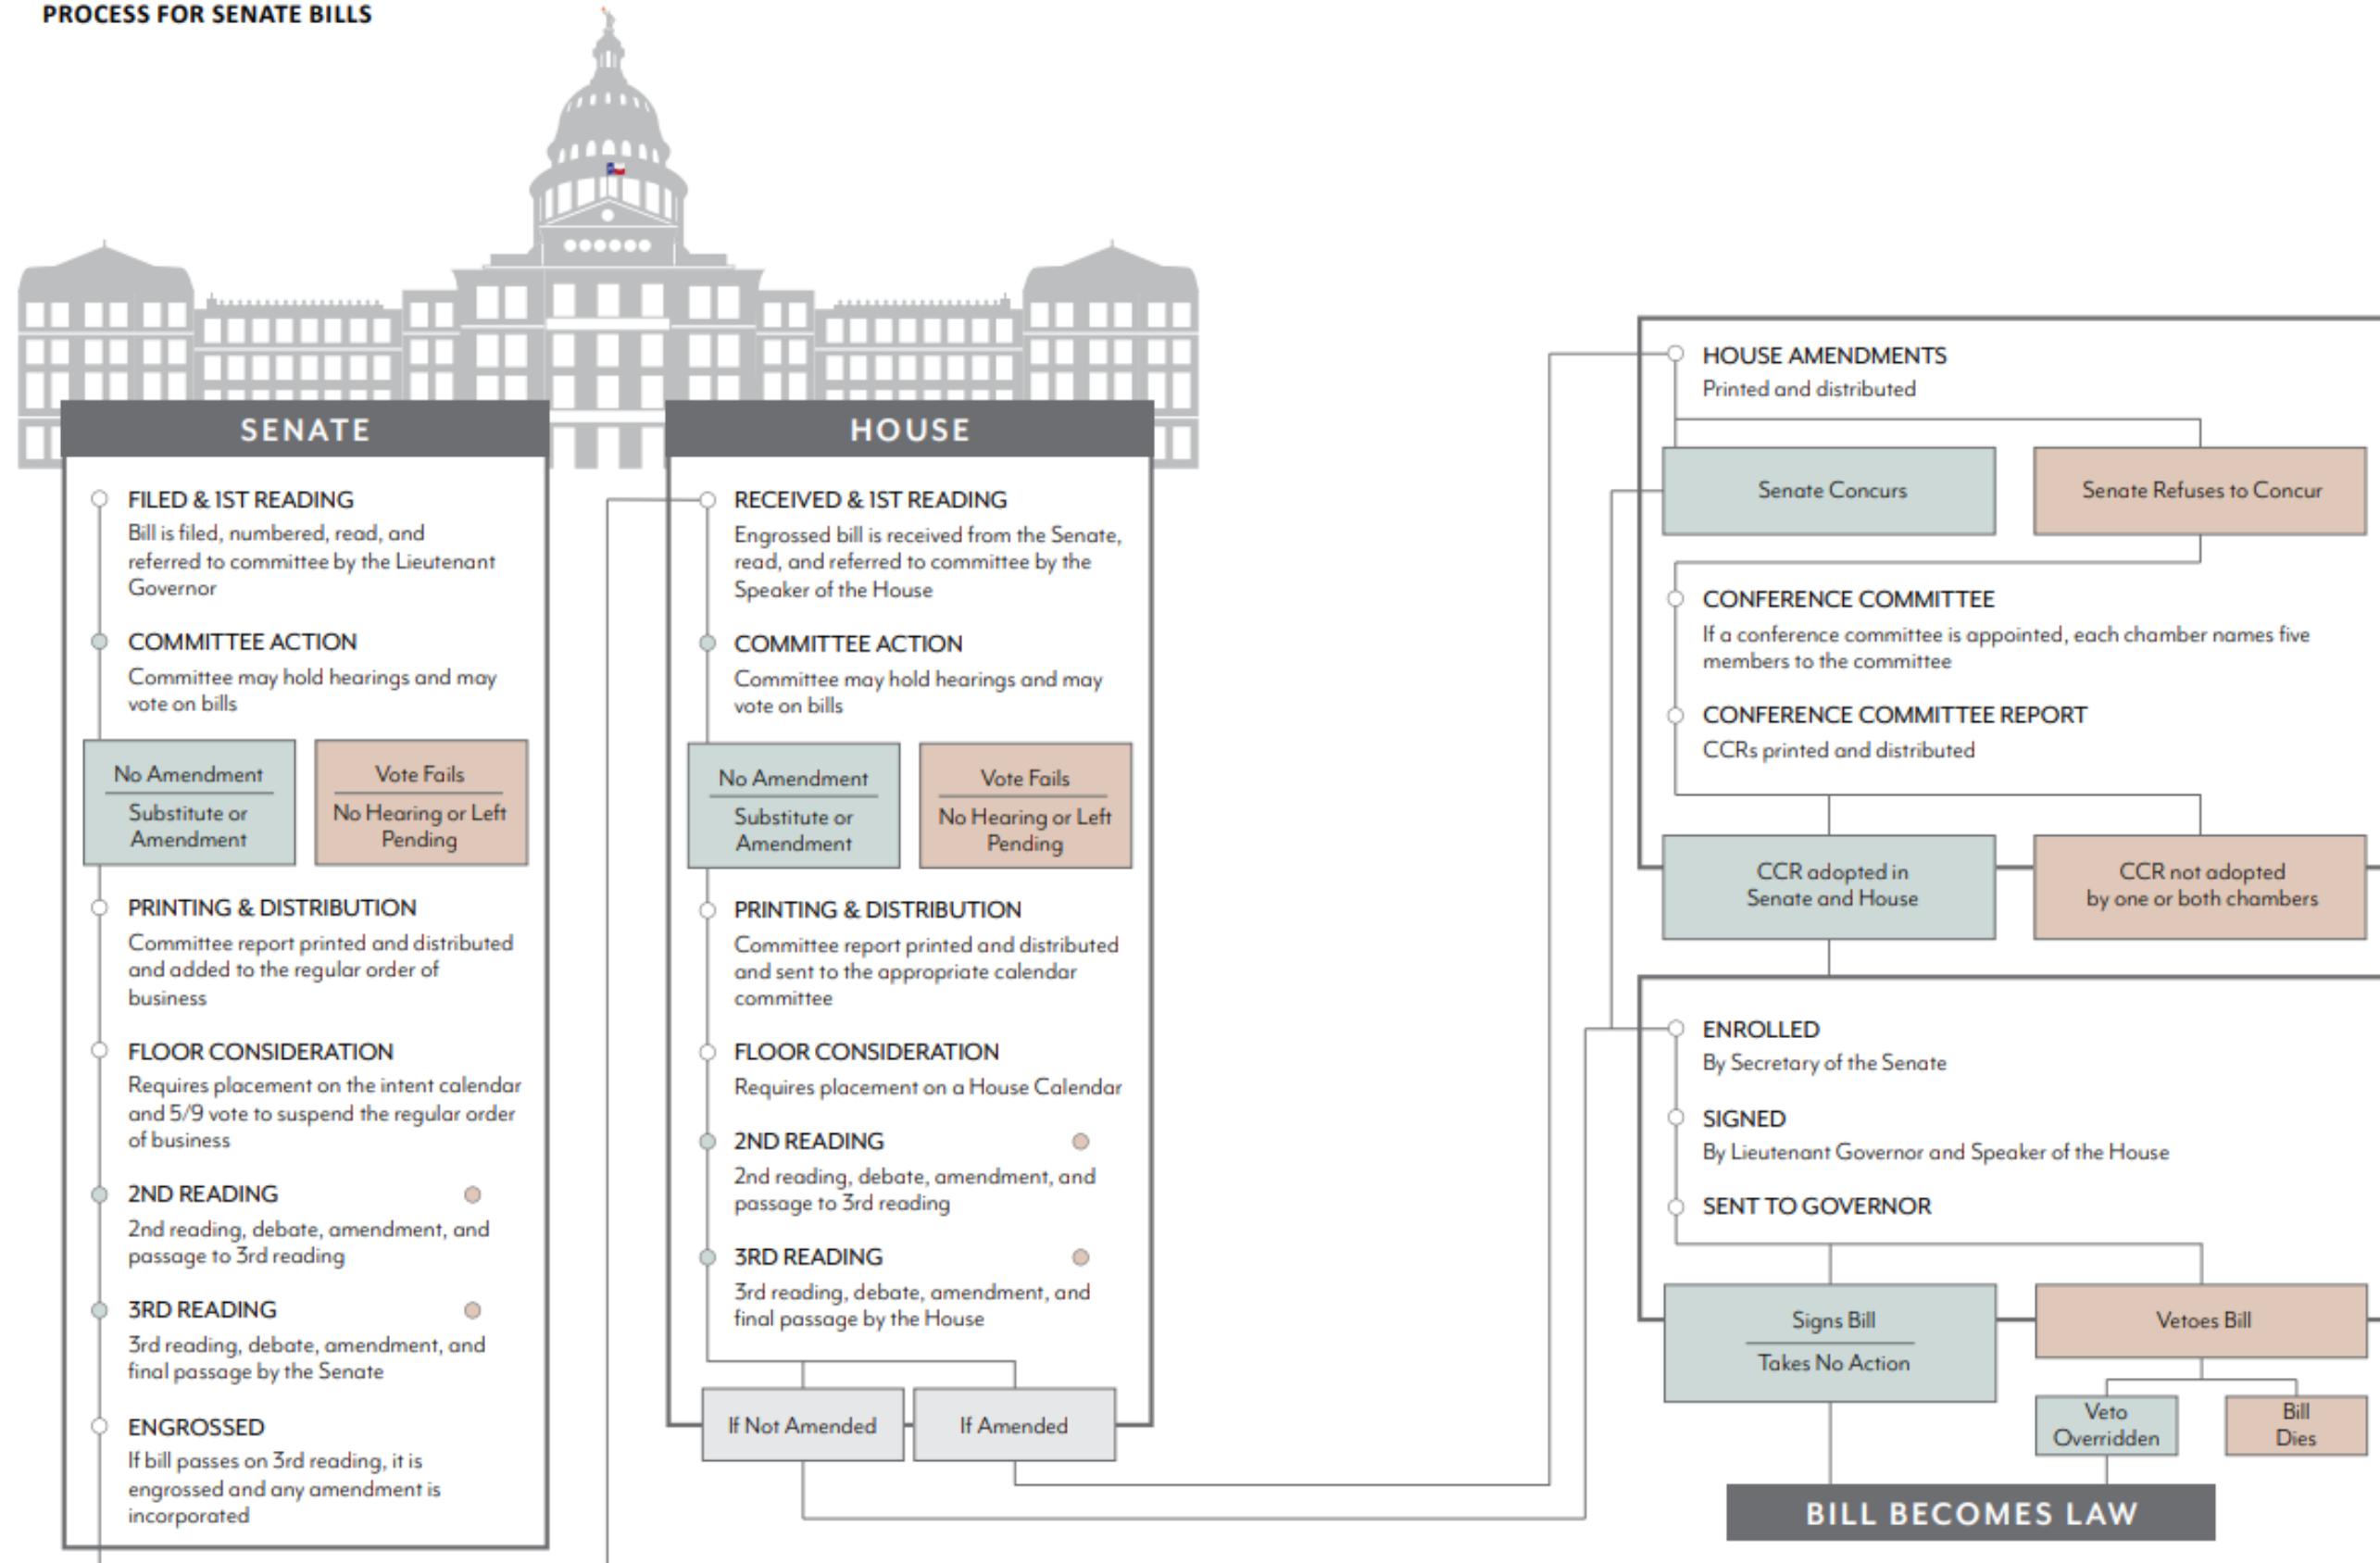 PROCESS FOR SENATE BILLS
SENATE
FILED & 1ST READING
Bill is filed, numbered, read, and
referred to committee by the Lieutenant
Governor
COMMITTEE ACTION
Committee may hold hearings and may
vote on bills
No Amendment
Substitute or
Amendment
Vote Fails
No Hearing or Left
Pending
PRINTING & DISTRIBUTION
Committee report printed and distributed
and added to the regular order of
business
FLOOR CONSIDERATION
Requires placement on the intent calendar
and 5/9 vote to suspend the regular order
of business
2ND READING
2nd reading, debate, amendment, and
passage to 3rd reading
3RD READING
3rd reading, debate, amendment, and
final passage by the Senate
ENGROSSED
If bill passes on 3rd reading, it is
engrossed and any amendment is
incorporated
HOUSE
RECEIVED & 1ST READING
Engrossed bill is received from the Senate,
read, and referred to committee by the
Speaker of the House
COMMITTEE ACTION
Committee may hold hearings and may
vote on bills
No Amendment
Substitute or
Amendment
Vote Fails
No Hearing or Left
Pending
PRINTING & DISTRIBUTION
Committee report printed and distributed
and sent to the appropriate calendar
committee
FLOOR CONSIDERATION
Requires placement on a House Calendar
2ND READING
2nd reading, debate, amendment, and
passage to 3rd reading
3RD READING
3rd reading, debate, amendment, and
final passage by the House
If Not Amended
If Amended
HOUSE AMENDMENTS
Printed and distributed
Senate Concurs
Senate Refuses to Concur
CONFERENCE COMMITTEE
If a conference committee is appointed, each chamber names five
members to the committee
CONFERENCE COMMITTEE REPORT
CCRs printed and distributed
CCR adopted in
Senate and House
CCR not adopted
by one or both chambers
ENROLLED
By Secretary of the Senate
SIGNED
By Lieutenant Governor and Speaker of the House
SENT TO GOVERNOR
Signs Bill
Takes No Action
Vetoes Bill
Veto
Overridden
Bill
Dies
BILL BECOMES LAW